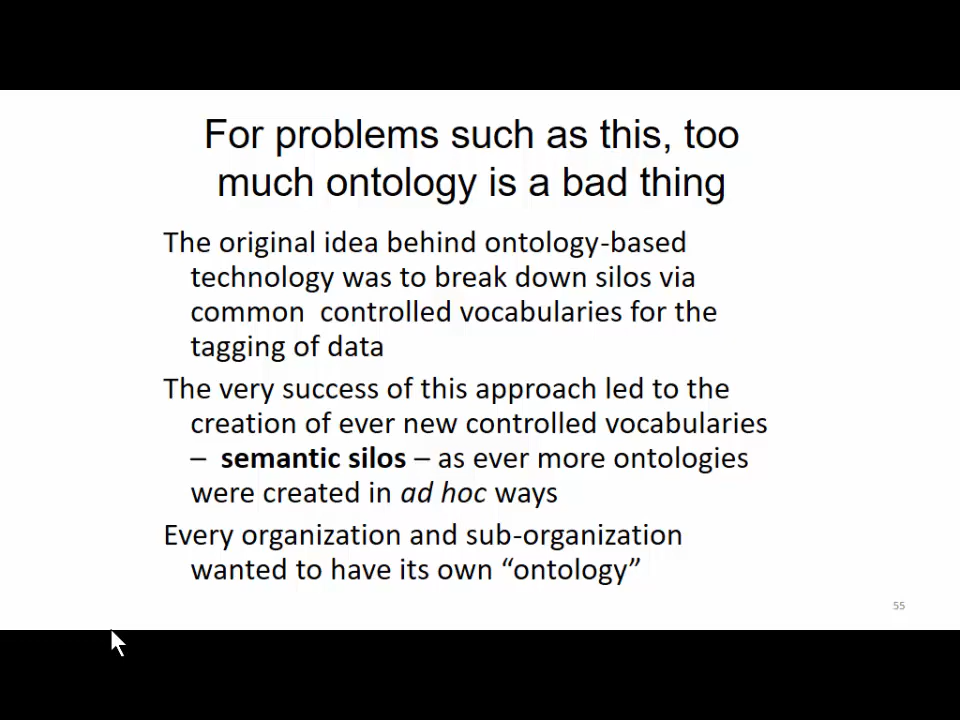 For problems such as this, too
much ontology is a bad thing
The original idea behind ontology-based
technology was to break down silos via
common controlled vocabularies for the
tagging of data
The very success of this approach led to the
creation of ever new controlled vocabularies
– semantic silos – as ever more ontologies
were created in ad hoc ways
Every organization and sub-organization
wanted to have its own “ontology”
55